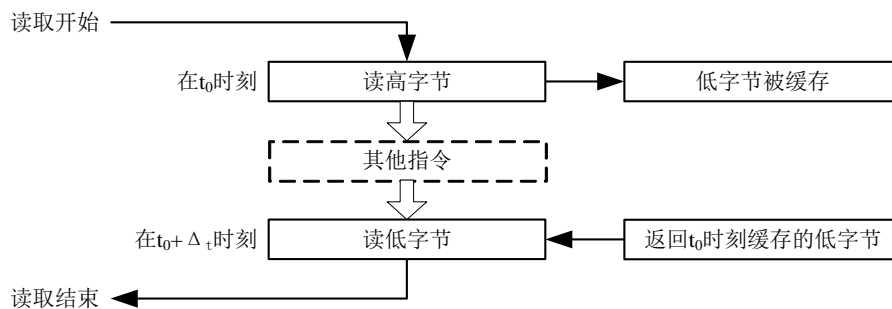 读取开始
在t₀时刻
读高字节
低字节被缓存
其他指令
在t₀+Δt时刻
读低字节
返回t₀时刻缓存的低字节
读取结束